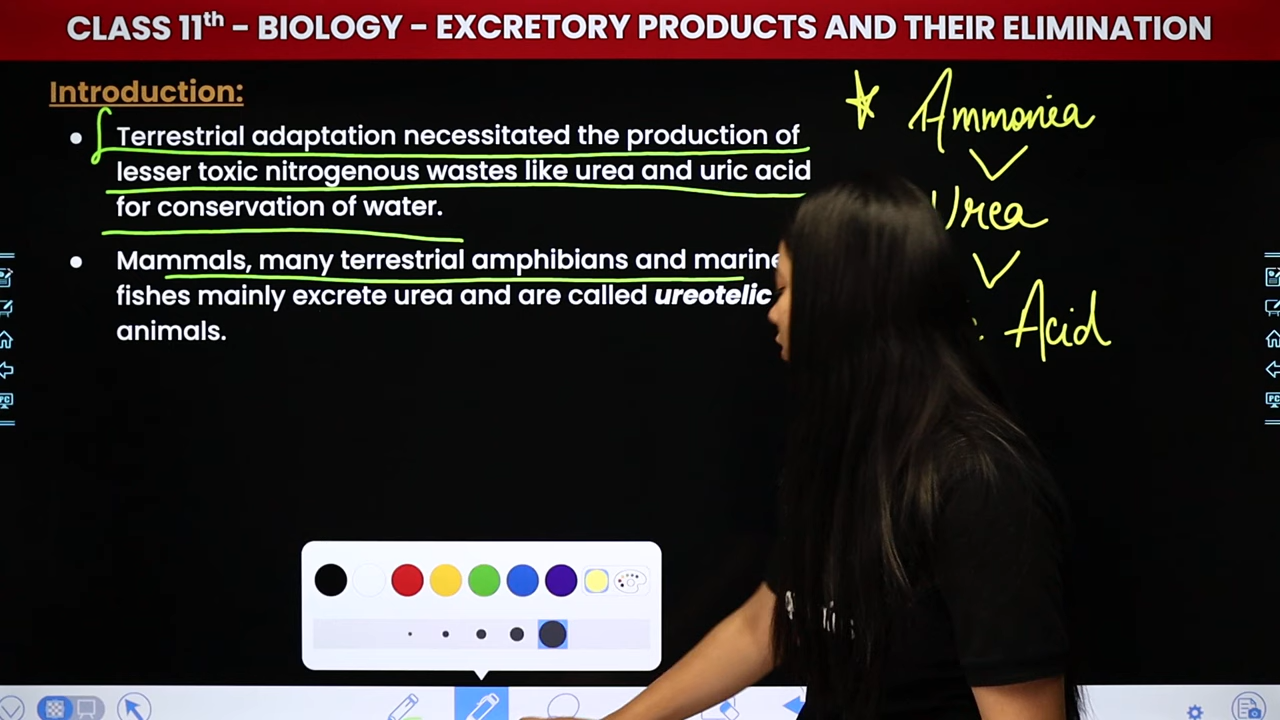 CLASS 11th - BIOLOGY - EXCRETORY PRODUCTS AND THEIR ELIMINATION
Introduction:
• Terrestrial adaptation necessitated the production of
lesser toxic nitrogenous wastes like urea and uric acid
for conservation of water.
• Mammals, many terrestrial amphibians and marine
fishes mainly excrete urea and are called ureotelic
animals.
Ammonia
Urea
Acid